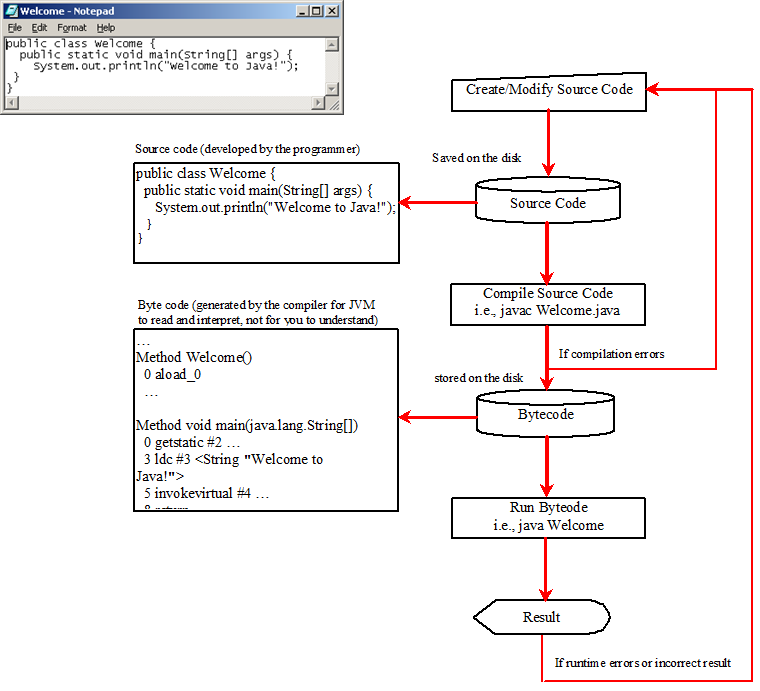 Welcome - Notepad
File Edit Format Help
public class Welcome {
public static void main(String[] args) {
System.out.println("Welcome to Java!");
}
}
Create/Modify Source Code
Source code (developed by the programmer)
Saved on the disk
public class Welcome {
public static void main(String[] args) {
System.out.println("Welcome to Java!");
}
}
Source Code
Compile Source Code
i.e., javac Welcome.java
Byte code (generated by the compiler for JVM
to read and interpret, not for you to understand)
If compilation errors
stored on the disk
…
Method Welcome()
0 aload_0
…
Method void main(java.lang.String[])
0 getstatic #2 …
3 ldc #3 <String "Welcome to
Java!">
5 invokevirtual #4 …
8 return
Bytecode
Run Byteode
i.e., java Welcome
Result
If runtime errors or incorrect result